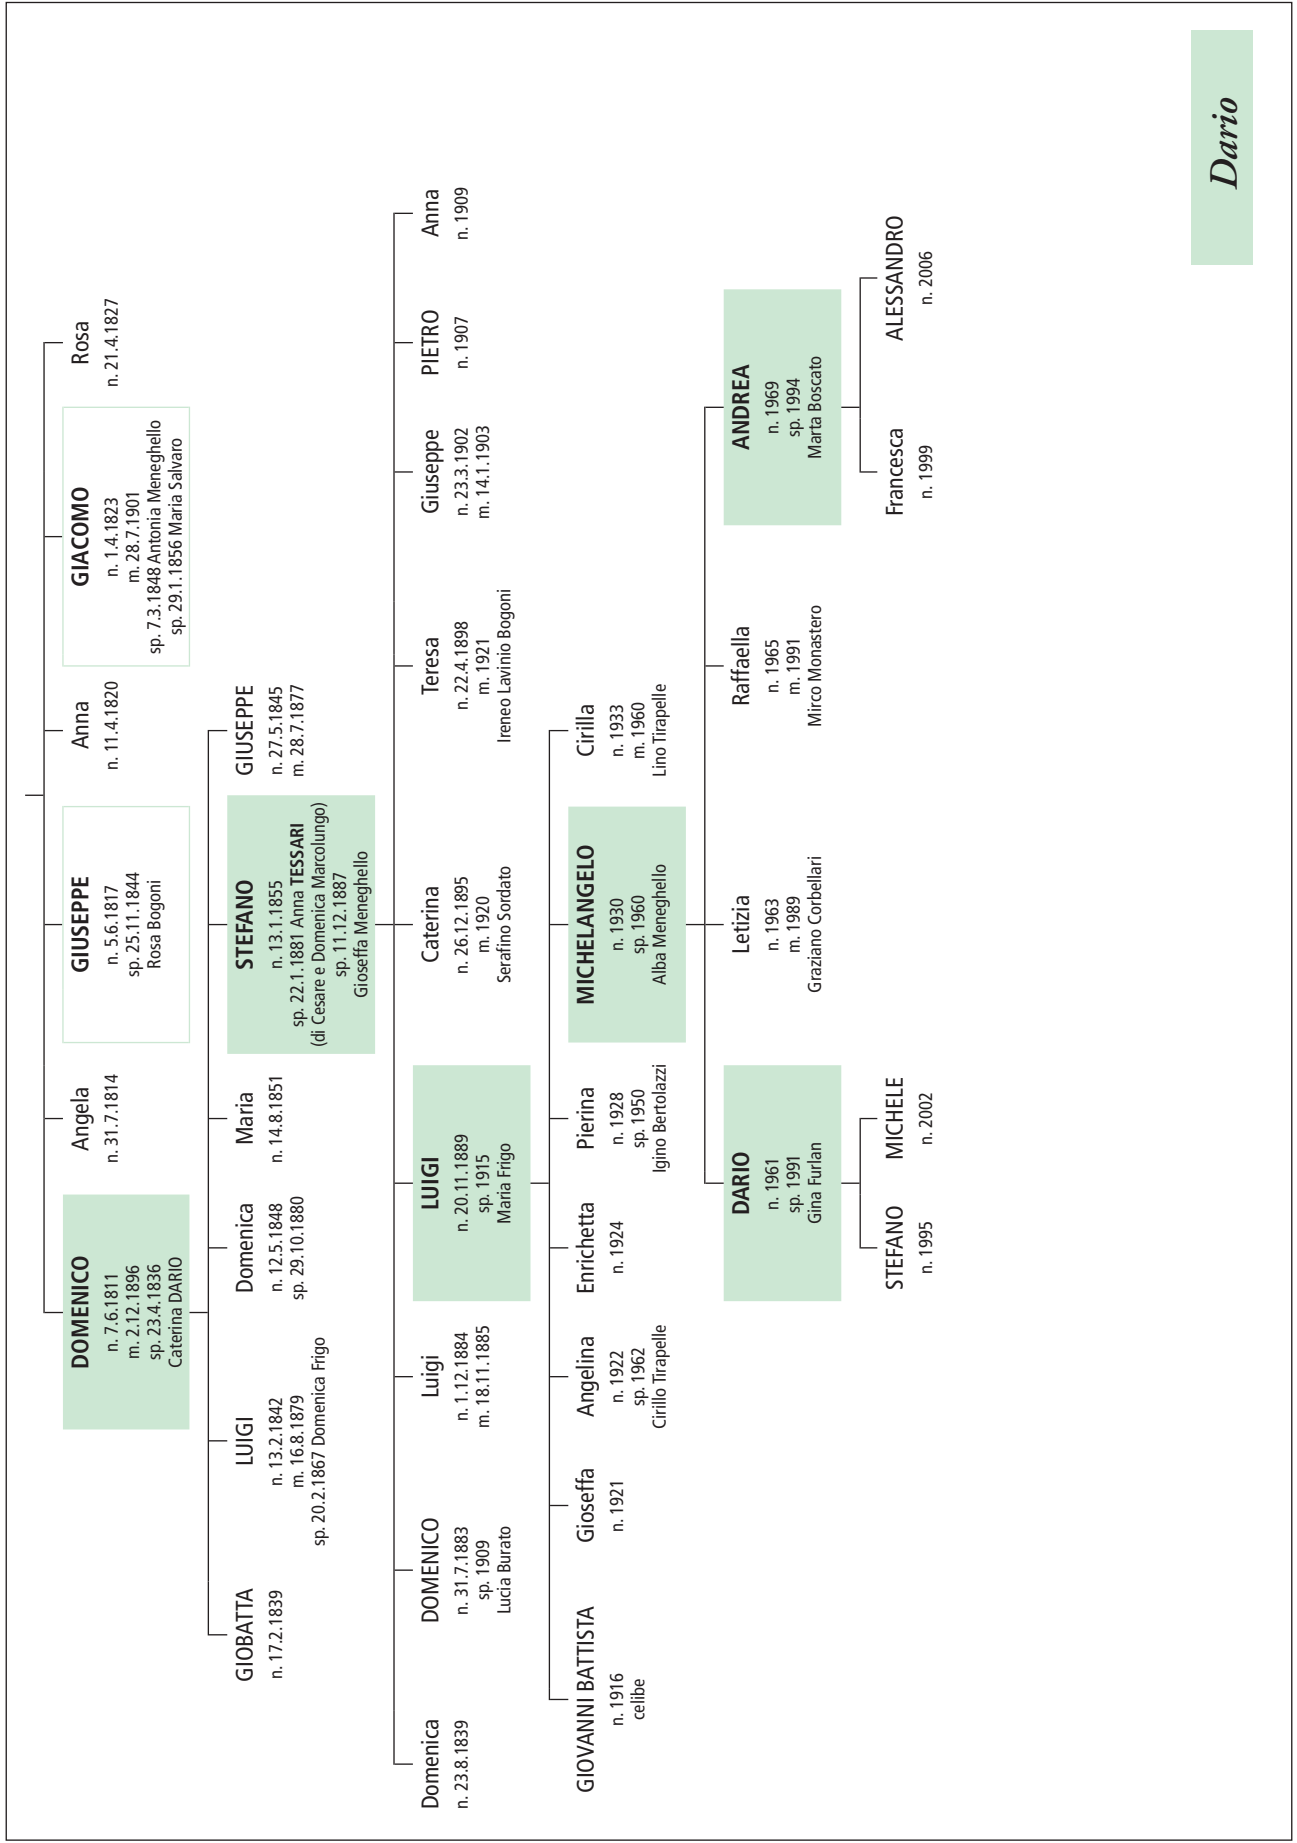 DOMENICO
n. 7.6.1811
m. 2.12.1896
sp. 23.4.1836
Caterina DARIO
Angela
n. 31.7.1814
GIUSEPPE
n. 5.6.1817
sp. 25.11.1844
Rosa Bogoni
Anna
n. 11.4.1820
GIACOMO
n. 1.4.1823
m. 28.7.1901
sp. 7.3.1848 Antonia Meneghello
sp. 29.1.1856 Maria Salvaro
Rosa
n. 21.4.1827
GIOBATTA
n. 17.2.1839
LUIGI
n. 13.2.1842
m. 16.8.1879
sp. 20.2.1867 Domenica Frigo
Domenica
n. 12.5.1848
sp. 29.10.1880
Maria
n. 14.8.1851
STEFANO
n. 13.1.1855
sp. 22.1.1881 Anna TESSARI
(di Cesare e Domenica Marcolungo)
sp. 11.12.1887
Gioseffa Meneghello
GIUSEPPE
n. 27.5.1845
m. 28.7.1877
Domenica
n. 23.8.1839
DOMENICO
n. 31.7.1883
sp. 1909
Lucia Burato
Luigi
n. 1.12.1884
m. 18.11.1885
LUIGI
n. 20.11.1889
sp. 1915
Maria Frigo
Caterina
n. 26.12.1895
m. 1920
Serafino Sordato
Teresa
n. 22.4.1898
m. 1921
Ireneo Lavinio Bogoni
Giuseppe
n. 23.3.1902
m. 14.1.1903
PIETRO
n. 1907
Anna
n. 1909
GIOVANNI BATTISTA
n. 1916
celibe
Gioseffa
n. 1921
Angelina
n. 1922
sp. 1962
Cirillo Tirapelle
Enrichetta
n. 1924
Pierina
n. 1928
sp. 1950
Igino Bertolazzi
MICHELANGELO
n. 1930
sp. 1960
Alba Meneghello
Cirilla
n. 1933
m. 1960
Lino Tirapelle
DARIO
n. 1961
sp. 1991
Gina Furlan
Letizia
n. 1963
m. 1989
Graziano Corbellari
Raffaella
n. 1965
m. 1991
Mirco Monastero
ANDREA
n. 1969
sp. 1994
Marta Boscato
STEFANO
n. 1995
MICHELE
n. 2002
Francesca
n. 1999
ALESSANDRO
n. 2006
Dario